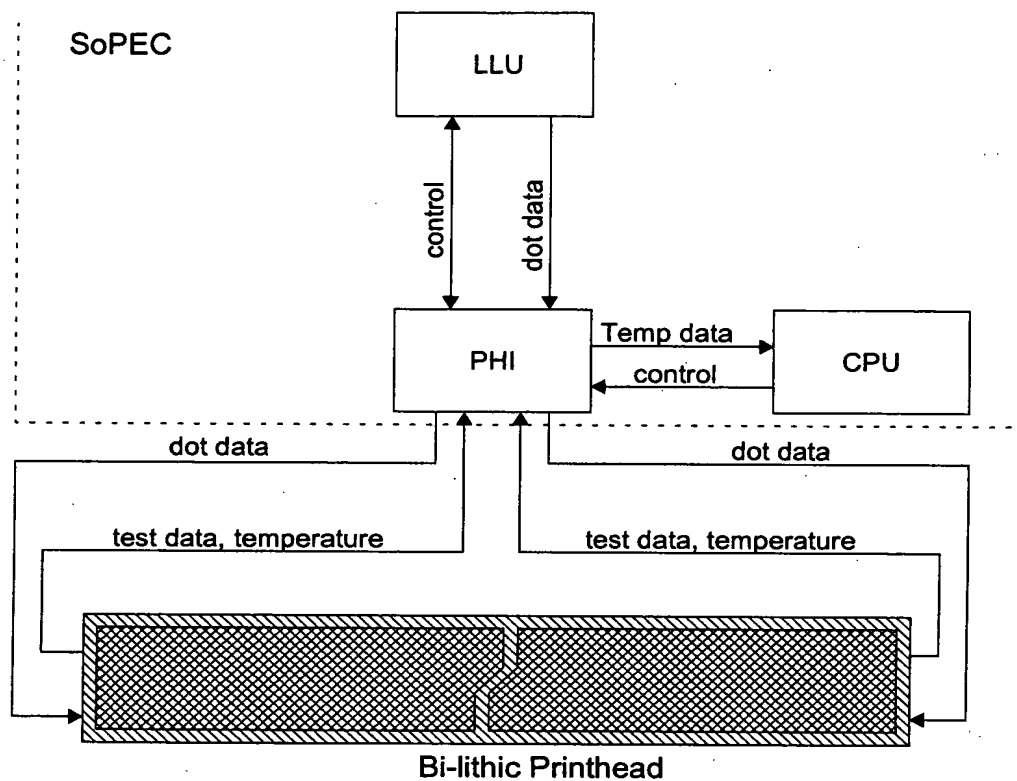 SoPEC
LLU
control
dot data
PHI
Temp data
control
CPU
dot data
dot data
test data, temperature
test data, temperature
Bi-lithic Printhead